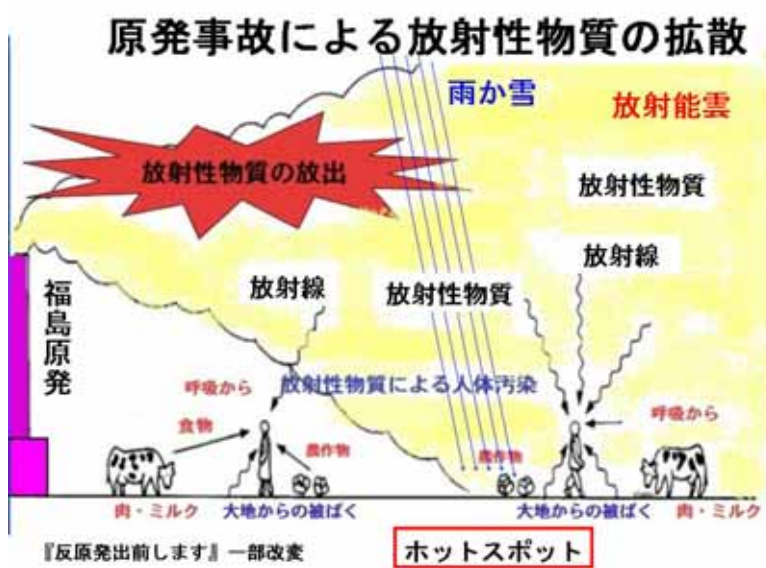 原発事故による放射性物質の拡散
雨か雪
放射能雲
放射性物質の放出
放射性物質
放射線
放射線
放射性物質
福島原発
呼吸から
放射性物質による人体汚染
食物
農作物
呼吸から
農作物
肉・ミルク
大地からの被ばく
大地からの被ばく
肉・ミルク
『反原発出前します』一部改変
ホットスポット